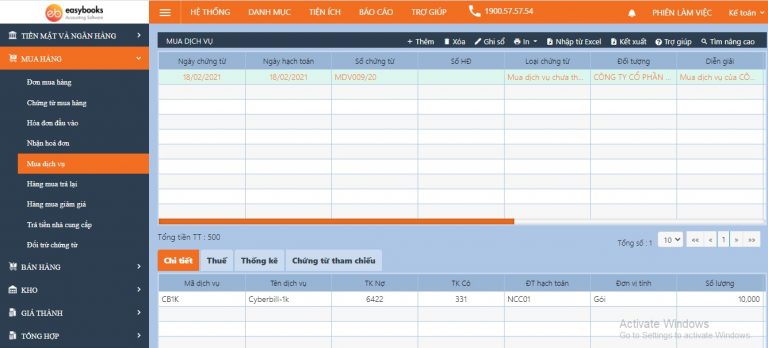 easybooks
Accounting Software
HỆ THỐNG DANH MỤC TIỆN ÍCH BÁO CÁO TRỢ GIÚP 1900.57.57.54 PHIÊN LÀM VIỆC Kế toán
TIỀN MẶT VÀ NGÂN HÀNG
MUA HÀNG
Đơn mua hàng
Chứng từ mua hàng
Hóa đơn đầu vào
Nhận hoá đơn
Mua dịch vụ
Hàng mua trả lại
Hàng mua giảm giá
Trả tiền nhà cung cấp
Đối trừ chứng từ
BÁN HÀNG
KHO
GIÁ THÀNH
TỔNG HỢP
MUA DỊCH VỤ + Thêm Xóa Ghi sổ In Nhập từ Excel Kết xuất Trợ giúp Tìm nâng cao
Ngày chứng từ Ngày hạch toán Số chứng từ Số HĐ Loại chứng từ Đối tượng Diễn giải
18/02/2021 18/02/2021 MDV009/20 Mua dịch vụ chưa th... CÔNG TY CỔ PHẦN ... Mua dịch vụ của CÔ...
Tổng tiền TT : 500
Tổng số : 1 10 «« « 1 » »»
Chi tiết Thuế Thống kê Chứng từ tham chiếu
Mã dịch vụ Tên dịch vụ TK Nợ TK Có ĐT hạch toán Đơn vị tính Số lượng
CB1K Cyberbill-1k 6422 331 NCC01 Gói 10,000
Activate Windows
Go to Settings to activate Windows.